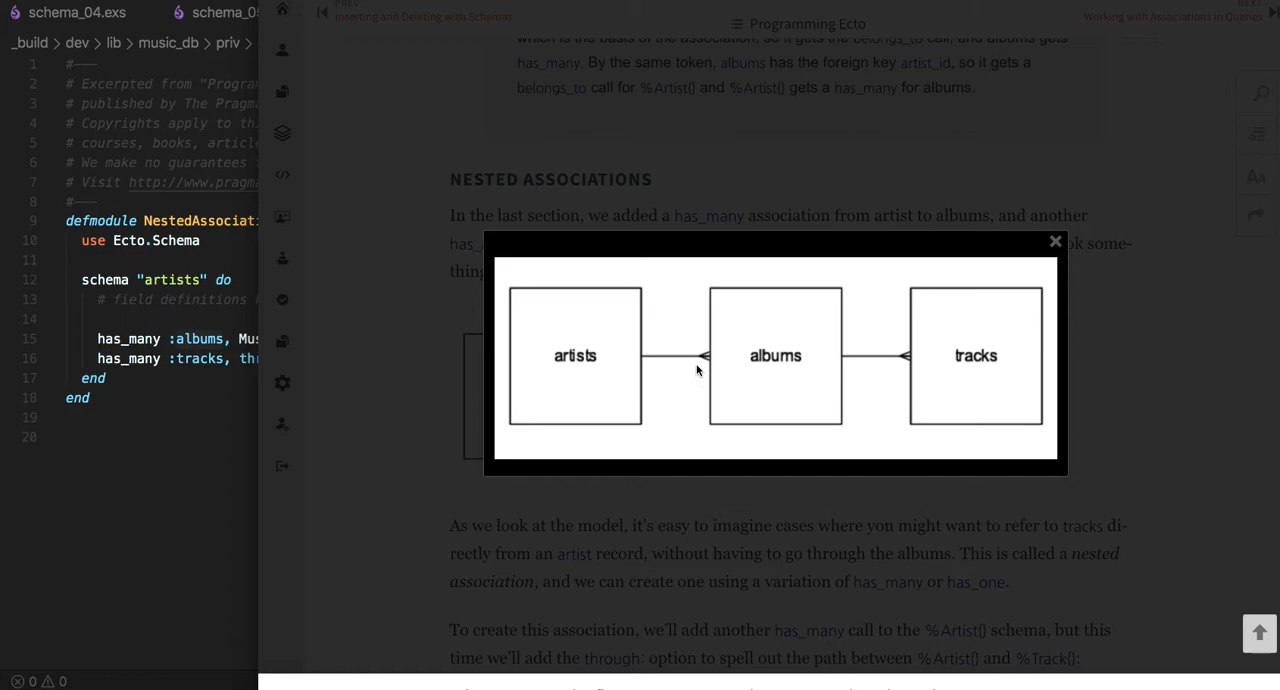 schema_04.exs
schema_05
_build > dev > lib > music_db > priv >
1 #---
2 # Excerpted from "Progra
3 # published by The Pragma
4 # Copyrights apply to thi
5 # courses, books, article
6 # We make no guarantees
7 # Visit http://www.pragma
8 #---
9 defmodule NestedAssociati
10 use Ecto.Schema
11
12 schema "artists" do
13 # field definitions
14
15 has_many :albums, Mus
16 has_many :tracks, thr
17 end
18 end
19
20
0 0
PREV
Inserting and Deleting with Schemas
Programming Ecto
NEXT
Working with Associations in Queries
which is the basis of the association, so it gets the belongs_to call, and albums gets
has_many. By the same token, albums has the foreign key artist_id, so it gets a
belongs_to call for %Artist{} and %Artist{} gets a has_many for albums.
NESTED ASSOCIATIONS
In the last section, we added a has_many association from artist to albums, and another
ok some-
thing
artists
albums
tracks
As we look at the model, it's easy to imagine cases where you might want to refer to tracks di-
rectly from an artist record, without having to go through the albums. This is called a nested
association, and we can create one using a variation of has_many or has_one.
To create this association, we'll add another has_many call to the %Artist{} schema, but this
time we'll add the through: option to spell out the path between %Artist{} and %Track{}: